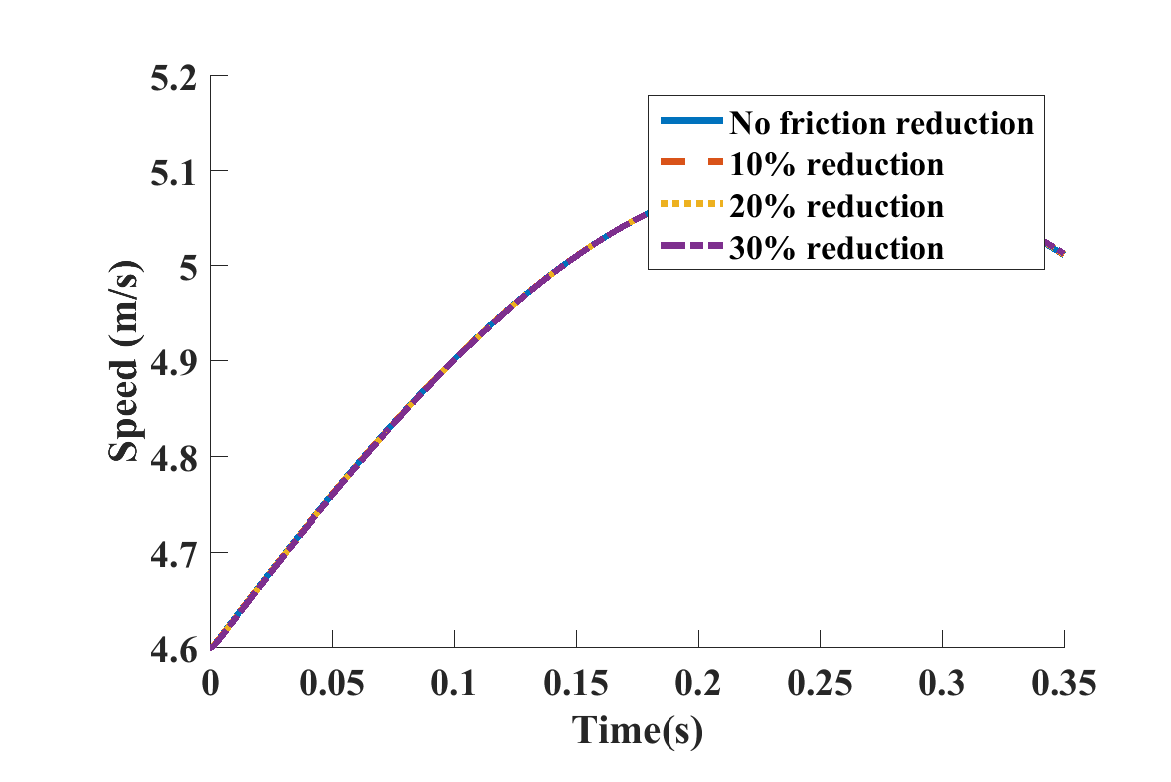 5.2
5.1
5
4.9
4.8
4.7
4.6
Speed (m/s)
No friction reduction
10% reduction
20% reduction
30% reduction
0 0.05 0.1 0.15 0.2 0.25 0.3 0.35
Time(s)